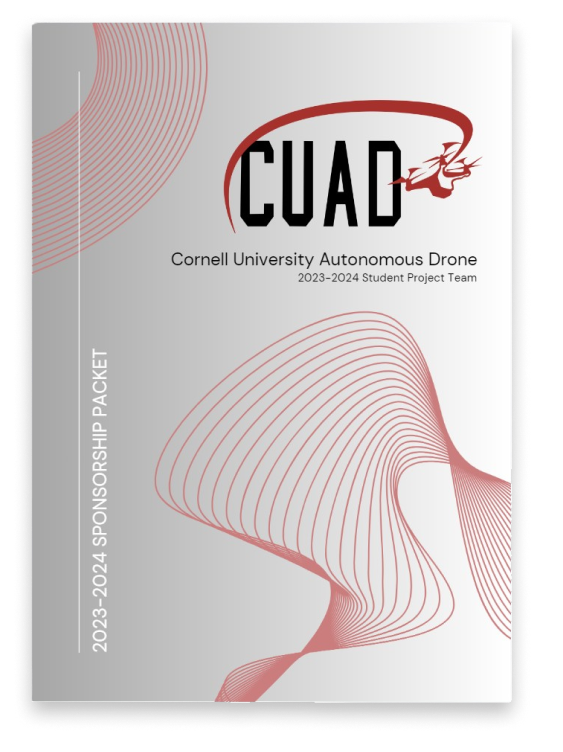 CUAD
Cornell University Autonomous Drone
2023-2024 Student Project Team
2023-2024 SPONSORSHIP PACKET